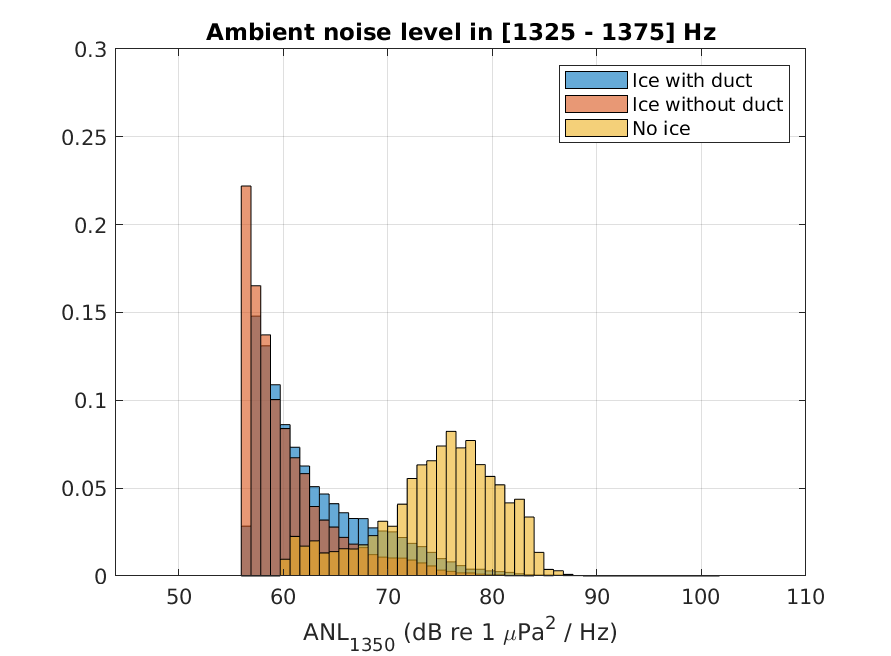 Ambient noise level in [1325 - 1375] Hz
0.3
0.25
0.2
0.15
0.1
0.05
0
Ice with duct
Ice without duct
No ice
50 60 70 80 90 100 110
ANL1350 (dB re 1 μPa2 / Hz)